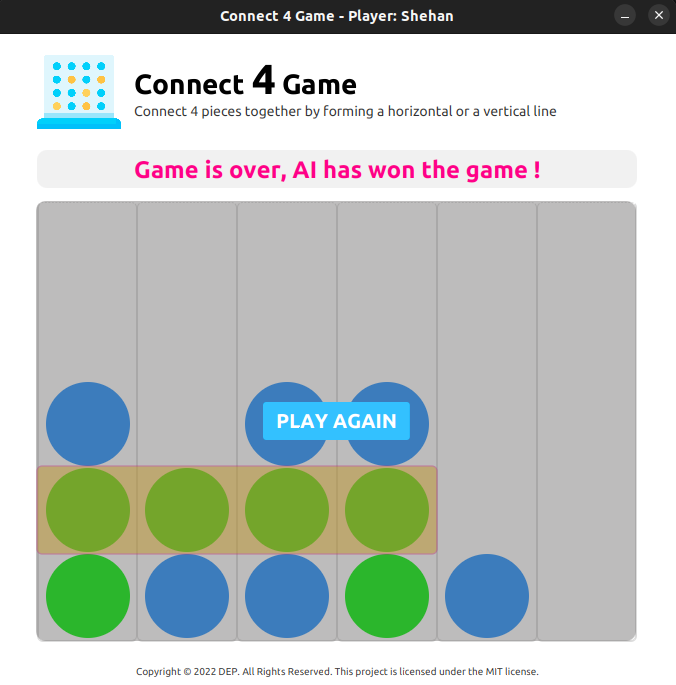 Connect 4 Game - Player: Shehan
Connect 4 Game
Connect 4 pieces together by forming a horizontal or a vertical line
Game is over, AI has won the game !
PLAY AGAIN
Copyright © 2022 DEP. All Rights Reserved. This project is licensed under the MIT license.